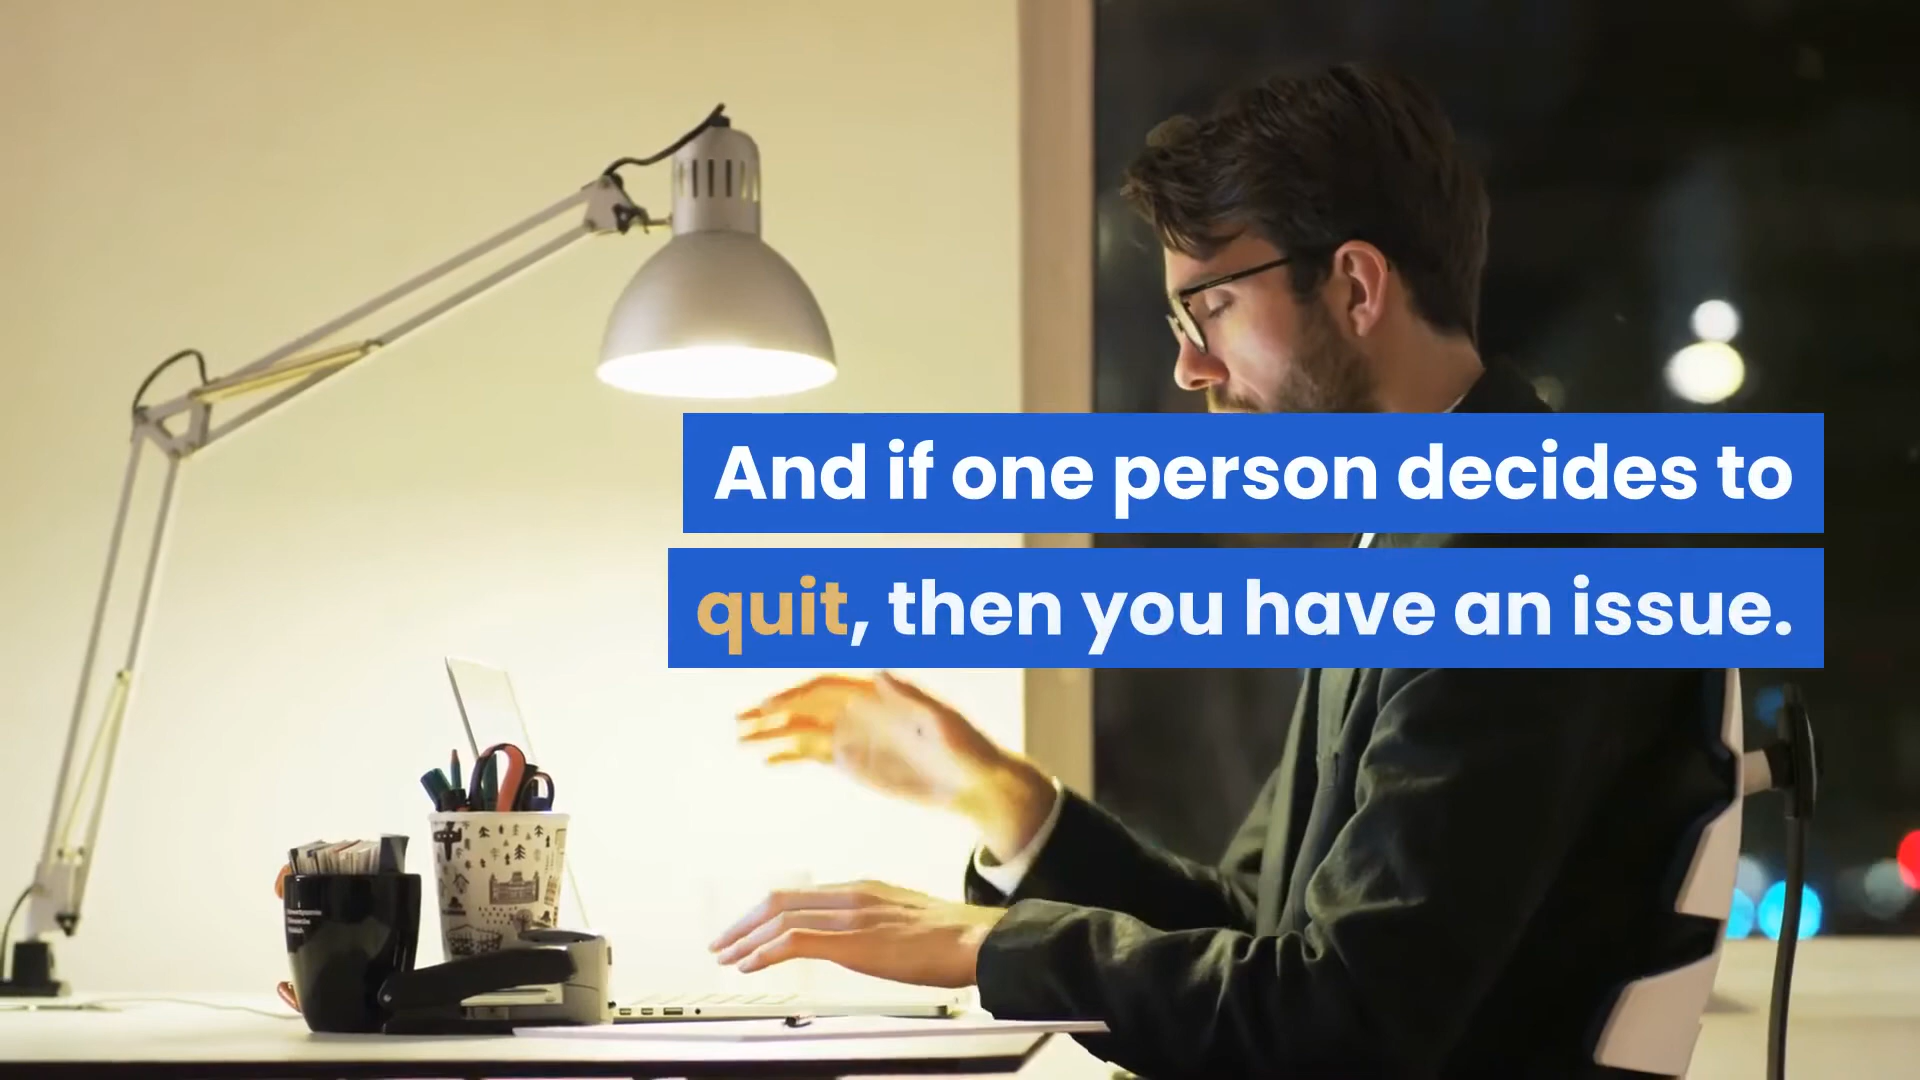 And if one person decides to
quit, then you have an issue.